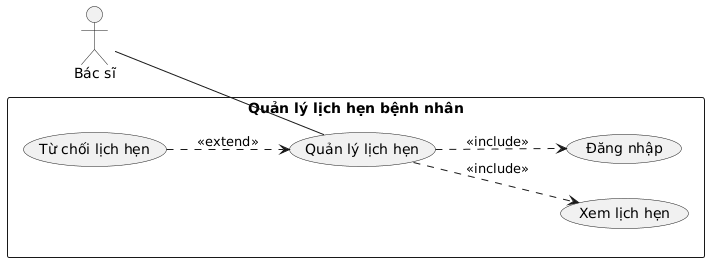 Bác sĩ
Quản lý lịch hẹn bệnh nhân
Từ chối lịch hẹn
«extend»
Quản lý lịch hẹn
«include»
Đăng nhập
«include»
Xem lịch hẹn